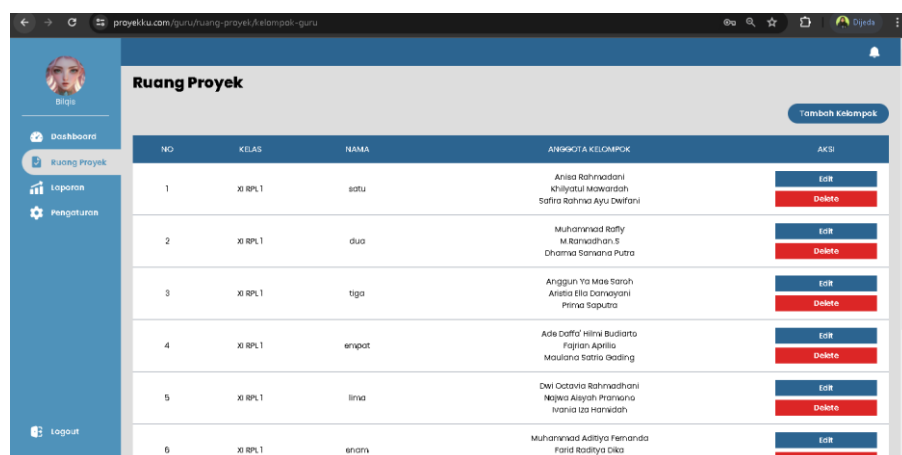 proyekku.com/guru/ruang-proyek/kelompok-guru
Dijeda
Bilqis
Ruang Proyek
Tambah Kelompok
Dashboard
Ruang Proyek
Laporan
Pengaturan
Logout
NO KELAS NAMA ANGGOTA KELOMPOK AKSI
1 XI RPL 1 satu
Anisa Rahmadani
Khilyatul Mawardah
Safira Rahma Ayu Dwifani
Edit
Delete
2 XI RPL 1 dua
Muhammad Rafly
M.Ramadhan.S
Dharma Samana Putra
Edit
Delete
3 XI RPL 1 tiga
Anggun Ya Mae Saroh
Aristia Ella Damayani
Prima Saputra
Edit
Delete
4 XI RPL 1 empat
Ade Daffa' Hilmi Budiarto
Fajrian Aprilio
Maulana Satria Gading
Edit
Delete
5 XI RPL 1 lima
Dwi Octavia Rahmadhani
Najwa Aisyah Pramono
Ivania Iza Hamidah
Edit
Delete
6 XI RPL 1 enam
Muhammad Aditiya Fernanda
Farid Raditya Dika
Edit